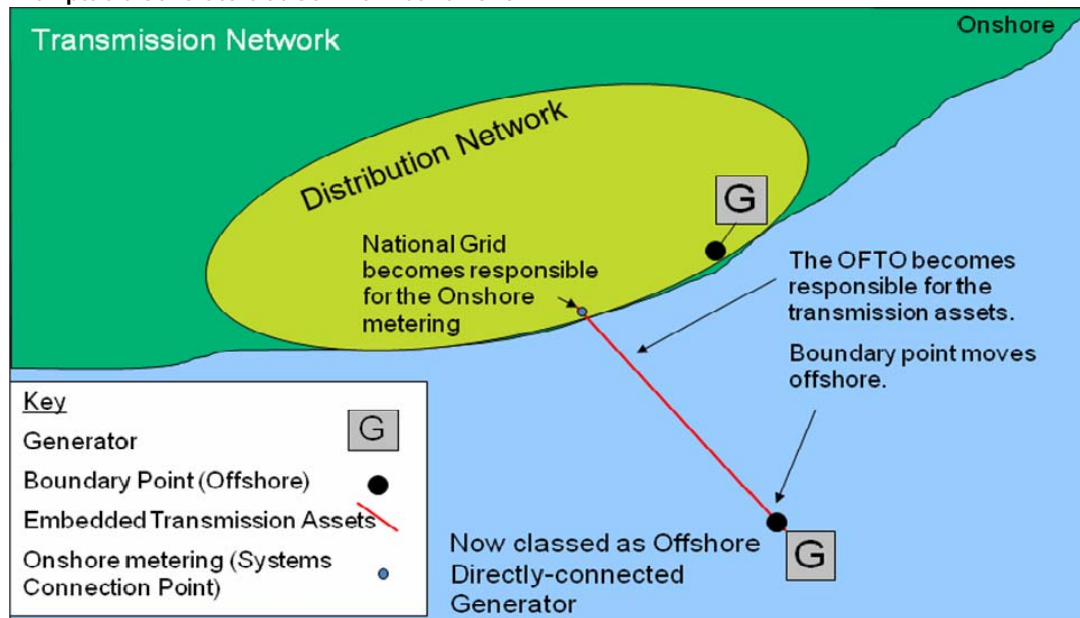 Transmission Network
Onshore
Distribution Network
G
National Grid
becomes responsible
for the Onshore
metering
The OFTO becomes
responsible for the
transmission assets.
Boundary point moves
offshore.
Key
Generator
G
Boundary Point (Offshore)
Embedded Transmission Assets
Onshore metering (Systems
Connection Point)
Now classed as Offshore
Directly-connected
Generator
G